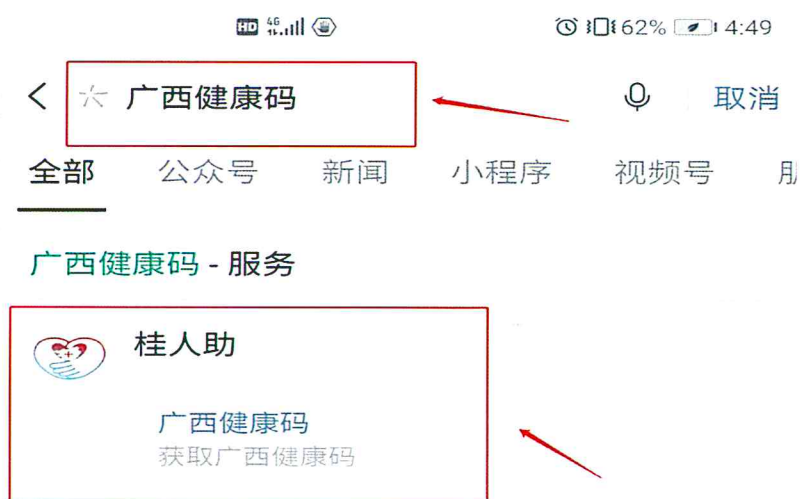 HD 4G 62% 4:49
广西健康码 取消
全部 公众号 新闻 小程序 视频号
广西健康码 - 服务
桂人助
广西健康码
获取广西健康码